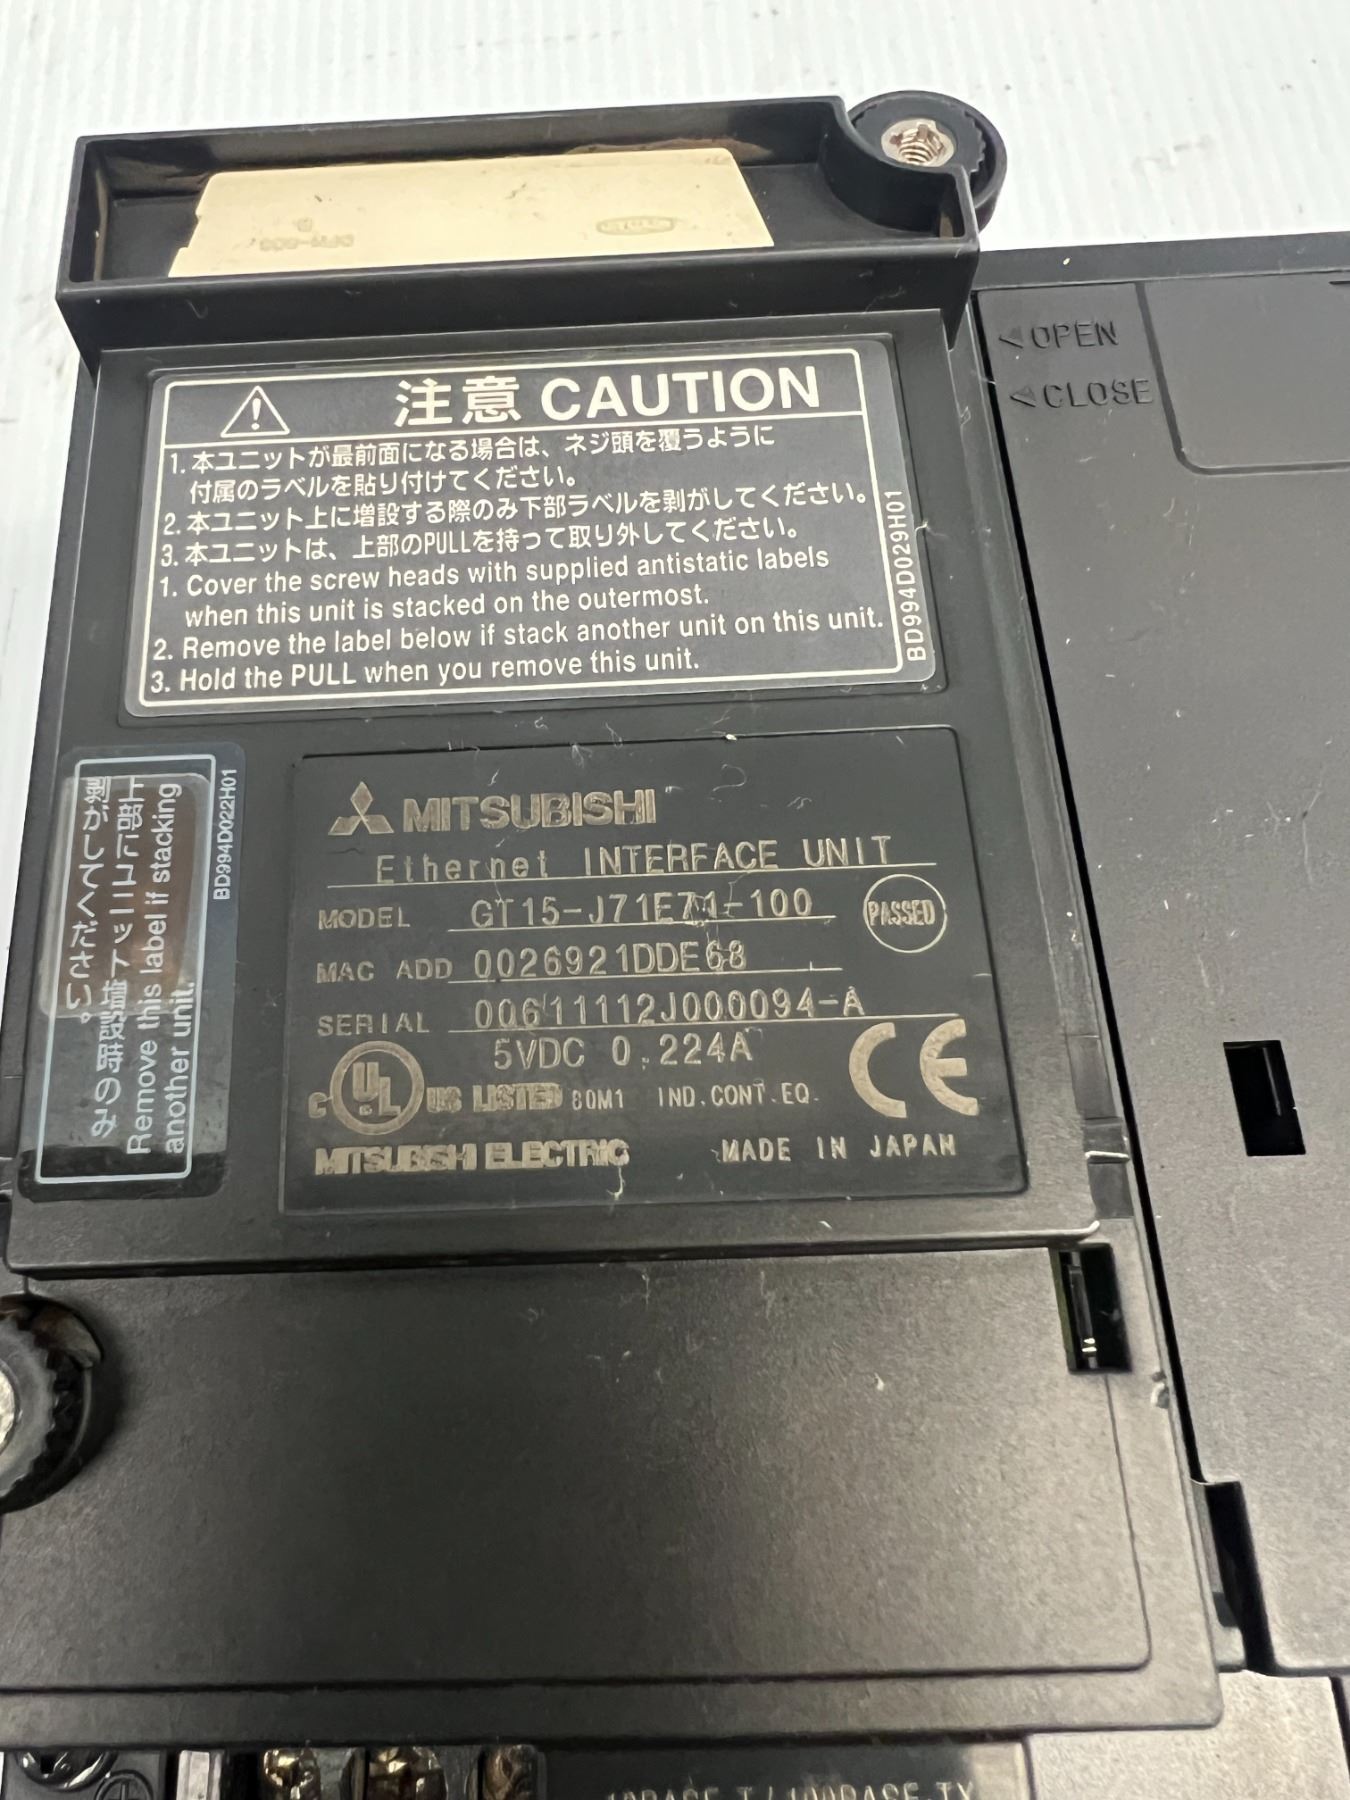 OPEN
CLOSE
注意 CAUTION
1. 本ユニットが最前面になる場合は、ネジ頭を覆うように
付属のラベルを貼り付けてください。
2. 本ユニット上に増設する際のみ下部ラベルを剥がしてください。
3. 本ユニットは、上部のPULLを持って取り外してください。
1. Cover the screw heads with supplied antistatic labels
when this unit is stacked on the outermost.
2. Remove the label below if stack another unit on this unit.
3. Hold the PULL when you remove this unit.
BD994D029H01
上部にユニット増設時のみ
剥がしてください。
Remove this label if stacking
another unit.
BD994D022H01
MITSUBISHI
Ethernet INTERFACE UNIT
MODEL GT15-J71E71-100
PASSED
MAC ADD 0026921DDE68
SERIAL 00611112J000094-A
5VDC 0.224A
C UL US LISTED 80M1 IND.CONT.EQ.
CE
MITSUBISHI ELECTRIC MADE IN JAPAN
10BASE-T/100BASE-TX